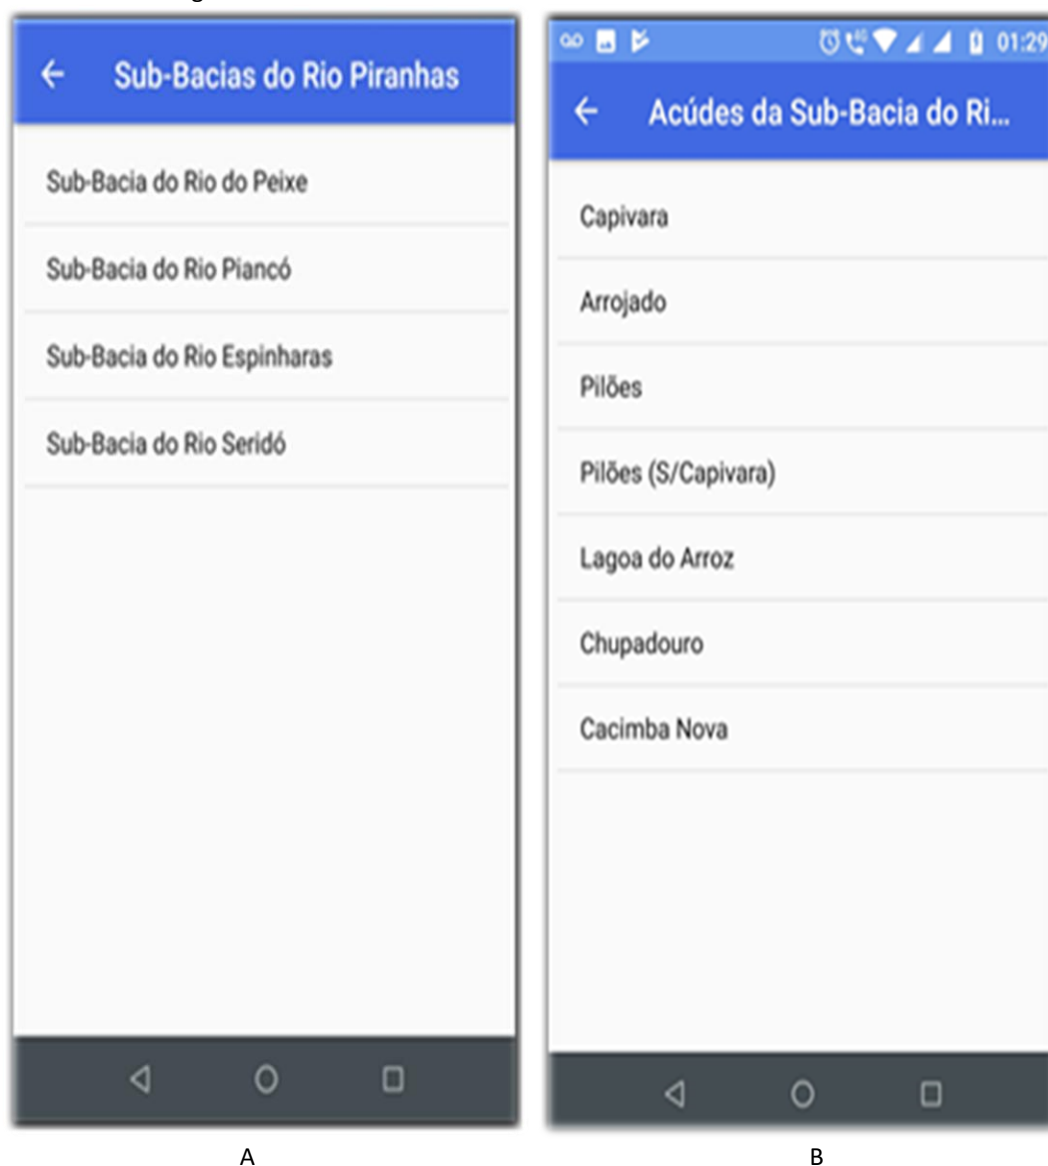 Sub-Bacias do Rio Piranhas
Sub-Bacia do Rio do Peixe
Sub-Bacia do Rio Piancó
Sub-Bacia do Rio Espinharas
Sub-Bacia do Rio Seridó
A
4G 01:29
Acúdes da Sub-Bacia do Ri...
Capivara
Arrojado
Pilões
Pilões (S/Capivara)
Lagoa do Arroz
Chupadouro
Cacimba Nova
B